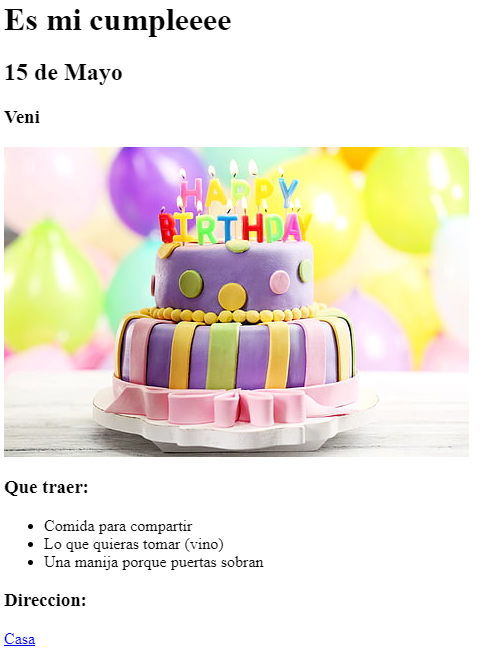 Es mi cumpleeee
15 de Mayo
Veni
HAPPY
BIRTHDAY
Que traer:
Comida para compartir
Lo que quieras tomar (vino)
Una manija porque puertas sobran
Direccion:
Casa